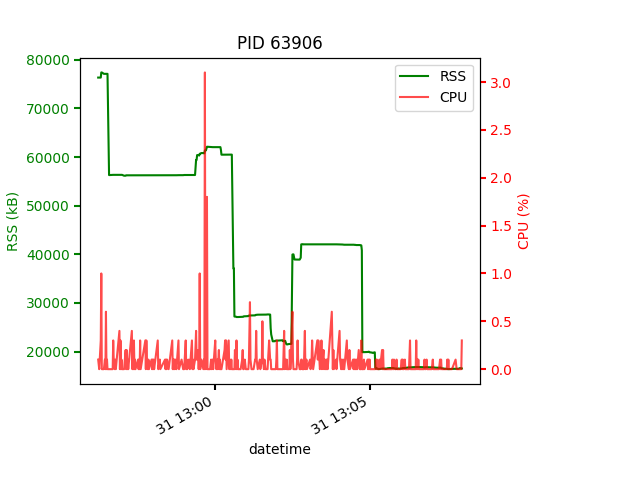 PID 63906
80000
70000
60000
50000
40000
30000
20000
RSS (kB)
RSS
CPU
3.0
2.5
2.0
1.5
1.0
0.5
0.0
CPU (%)
31 13:00
31 13:05
datetime